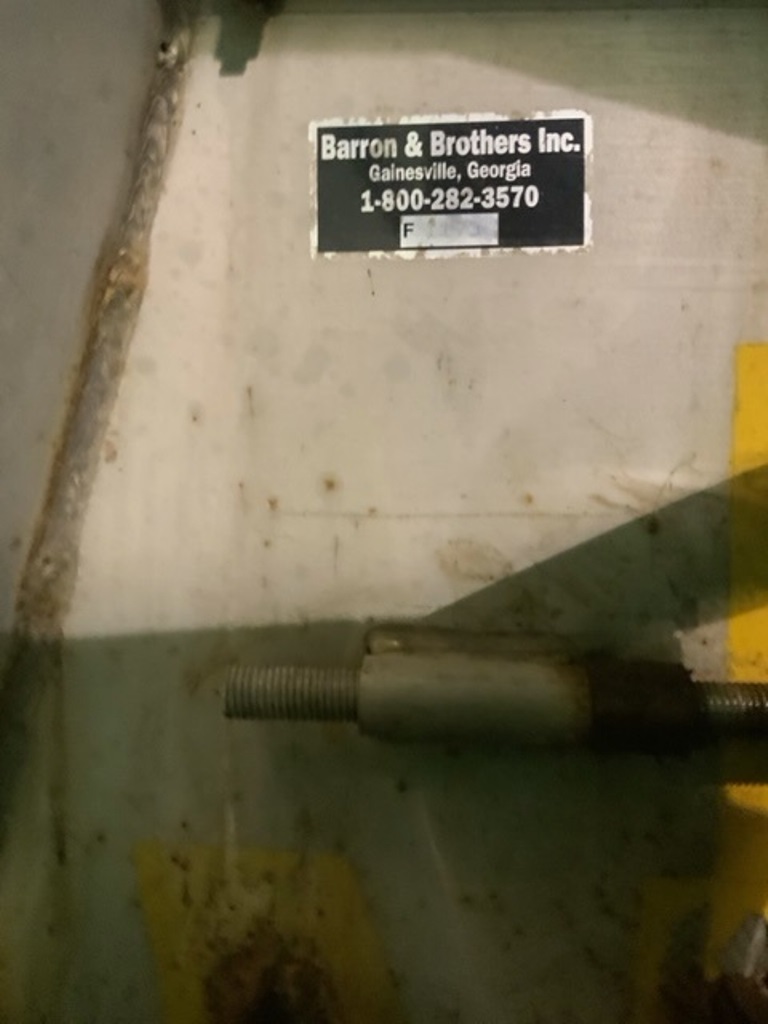 Barron & Brothers Inc.
Gainesville, Georgia
1-800-282-3570
F